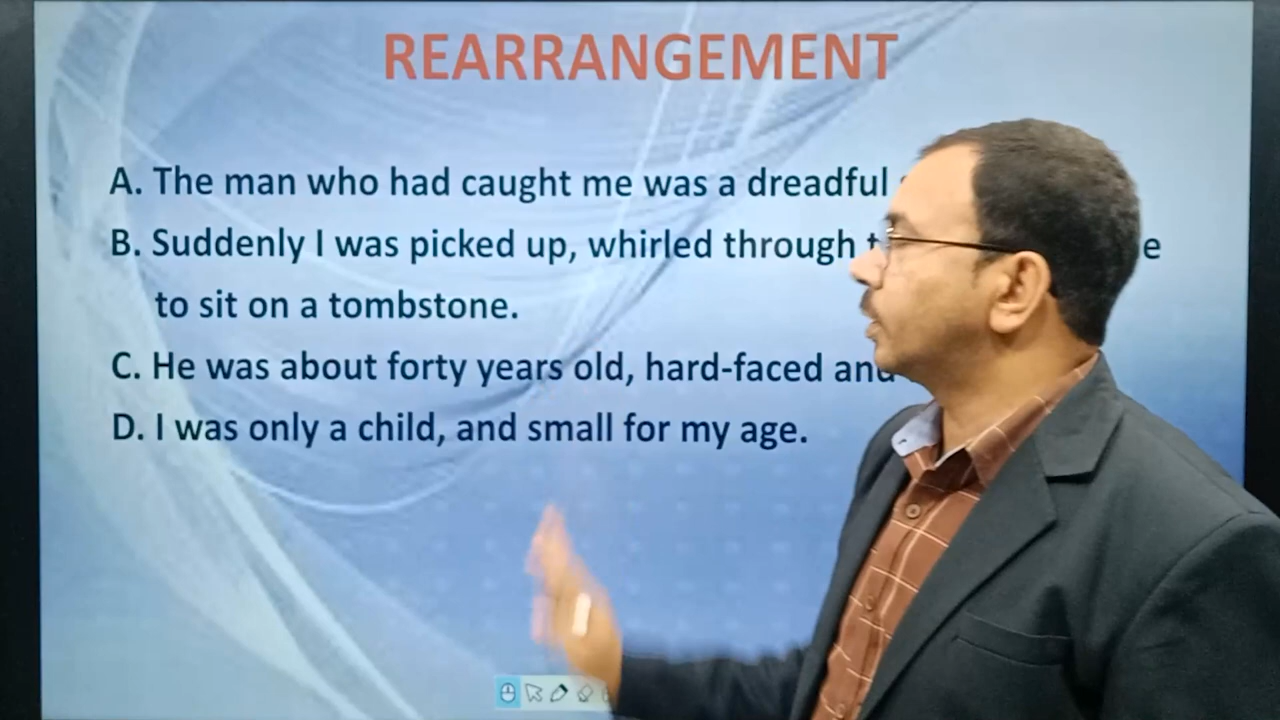 REARRANGEMENT
A. The man who had caught me was a dreadful
B. Suddenly I was picked up, whirled through
to sit on a tombstone.
C. He was about forty years old, hard-faced and
D. I was only a child, and small for my age.